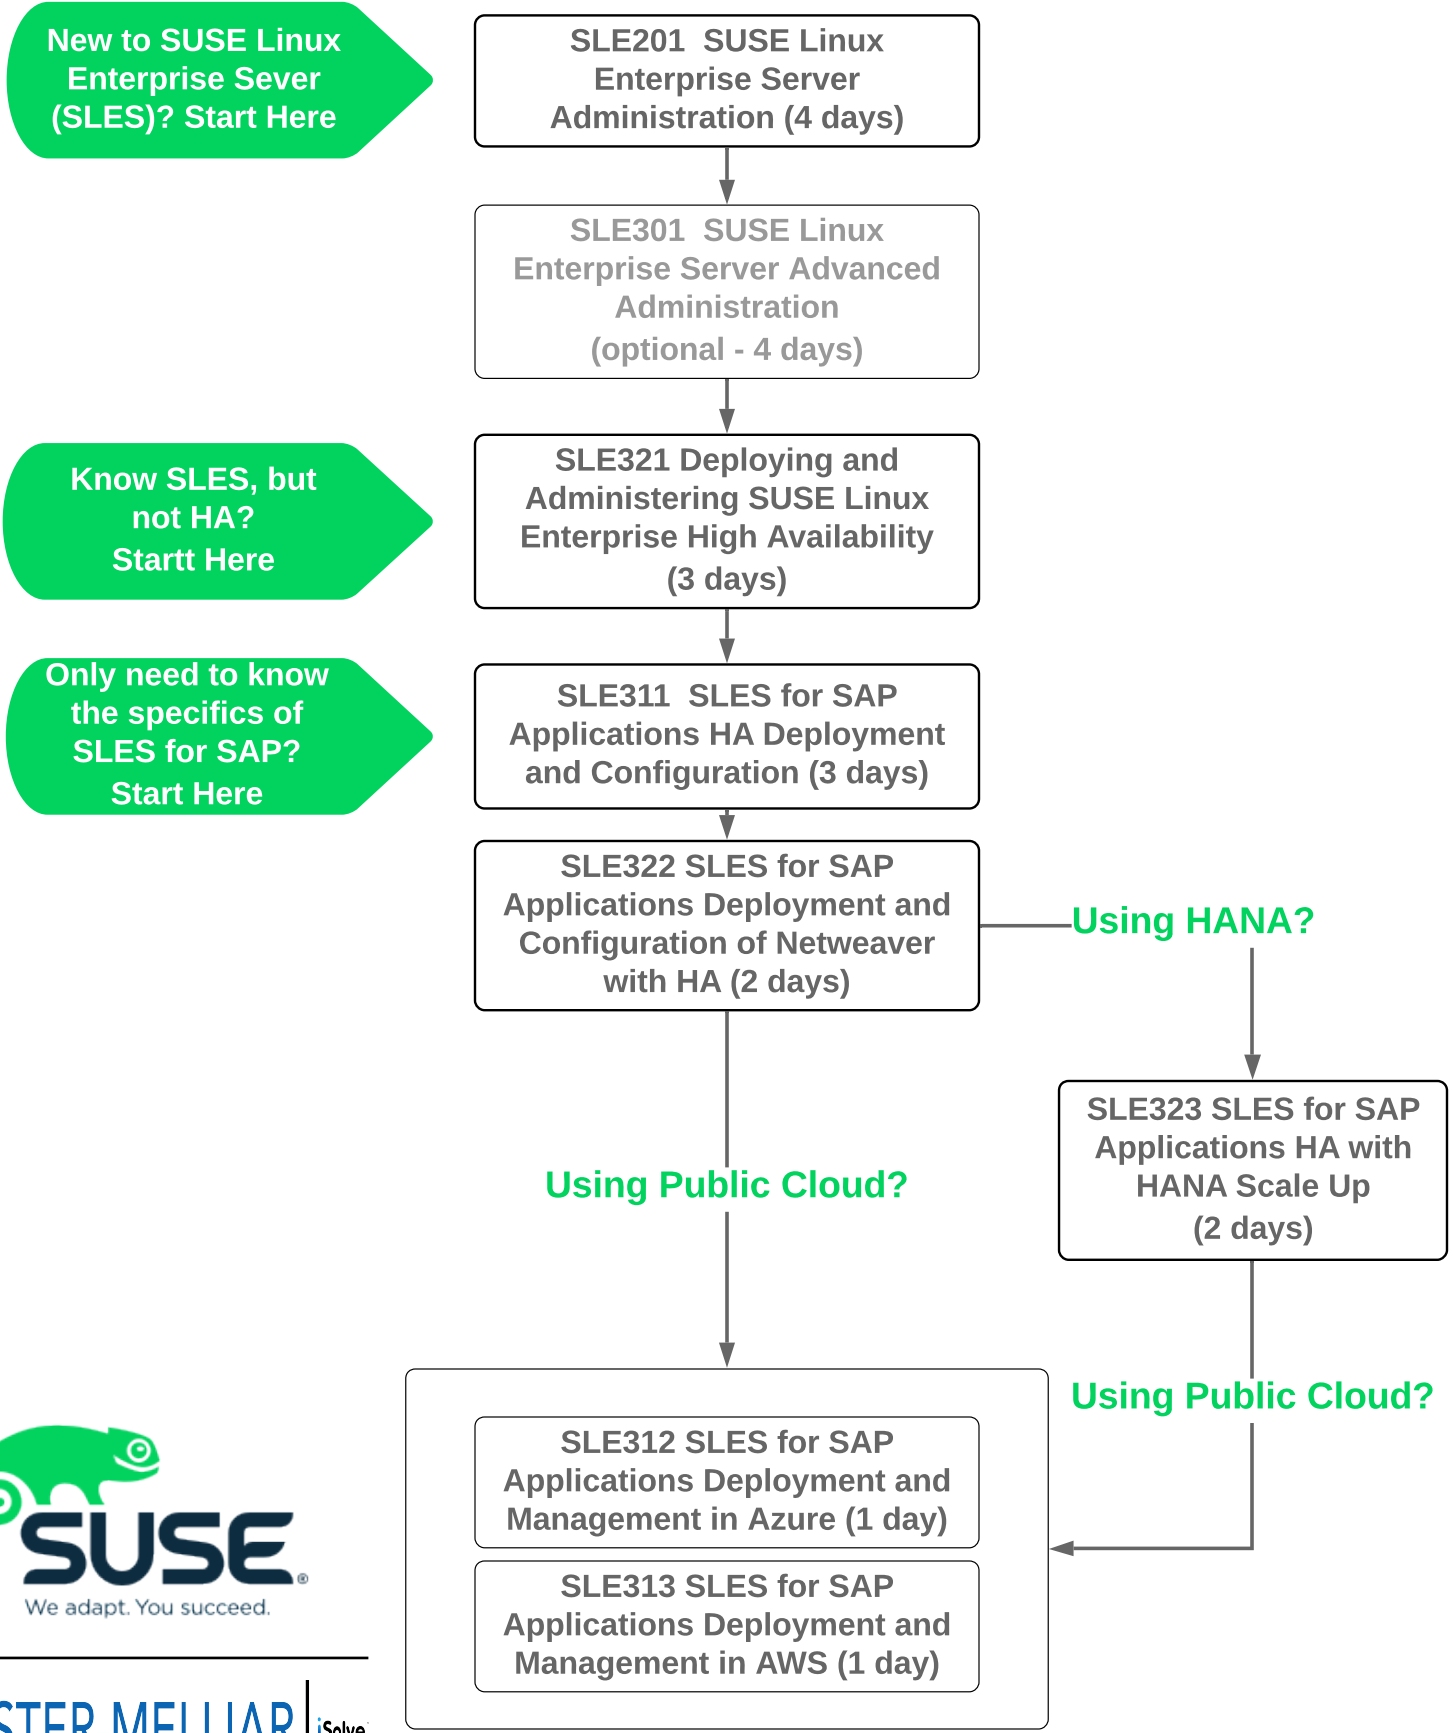 New to SUSE Linux
Enterprise Sever
(SLES)? Start Here
SLE201 SUSE Linux
Enterprise Server
Administration (4 days)
SLE301 SUSE Linux
Enterprise Server Advanced
Administration
(optional - 4 days)
Know SLES, but
not HA?
Startt Here
SLE321 Deploying and
Administering SUSE Linux
Enterprise High Availability
(3 days)
Only need to know
the specifics of
SLES for SAP?
Start Here
SLE311 SLES for SAP
Applications HA Deployment
and Configuration (3 days)
SLE322 SLES for SAP
Applications Deployment and
Configuration of Netweaver
with HA (2 days)
Using HANA?
SLE323 SLES for SAP
Applications HA with
HANA Scale Up
(2 days)
Using Public Cloud?
Using Public Cloud?
SLE312 SLES for SAP
Applications Deployment and
Management in Azure (1 day)
SLE313 SLES for SAP
Applications Deployment and
Management in AWS (1 day)
SUSE®
We adapt. You succeed.
iSolve